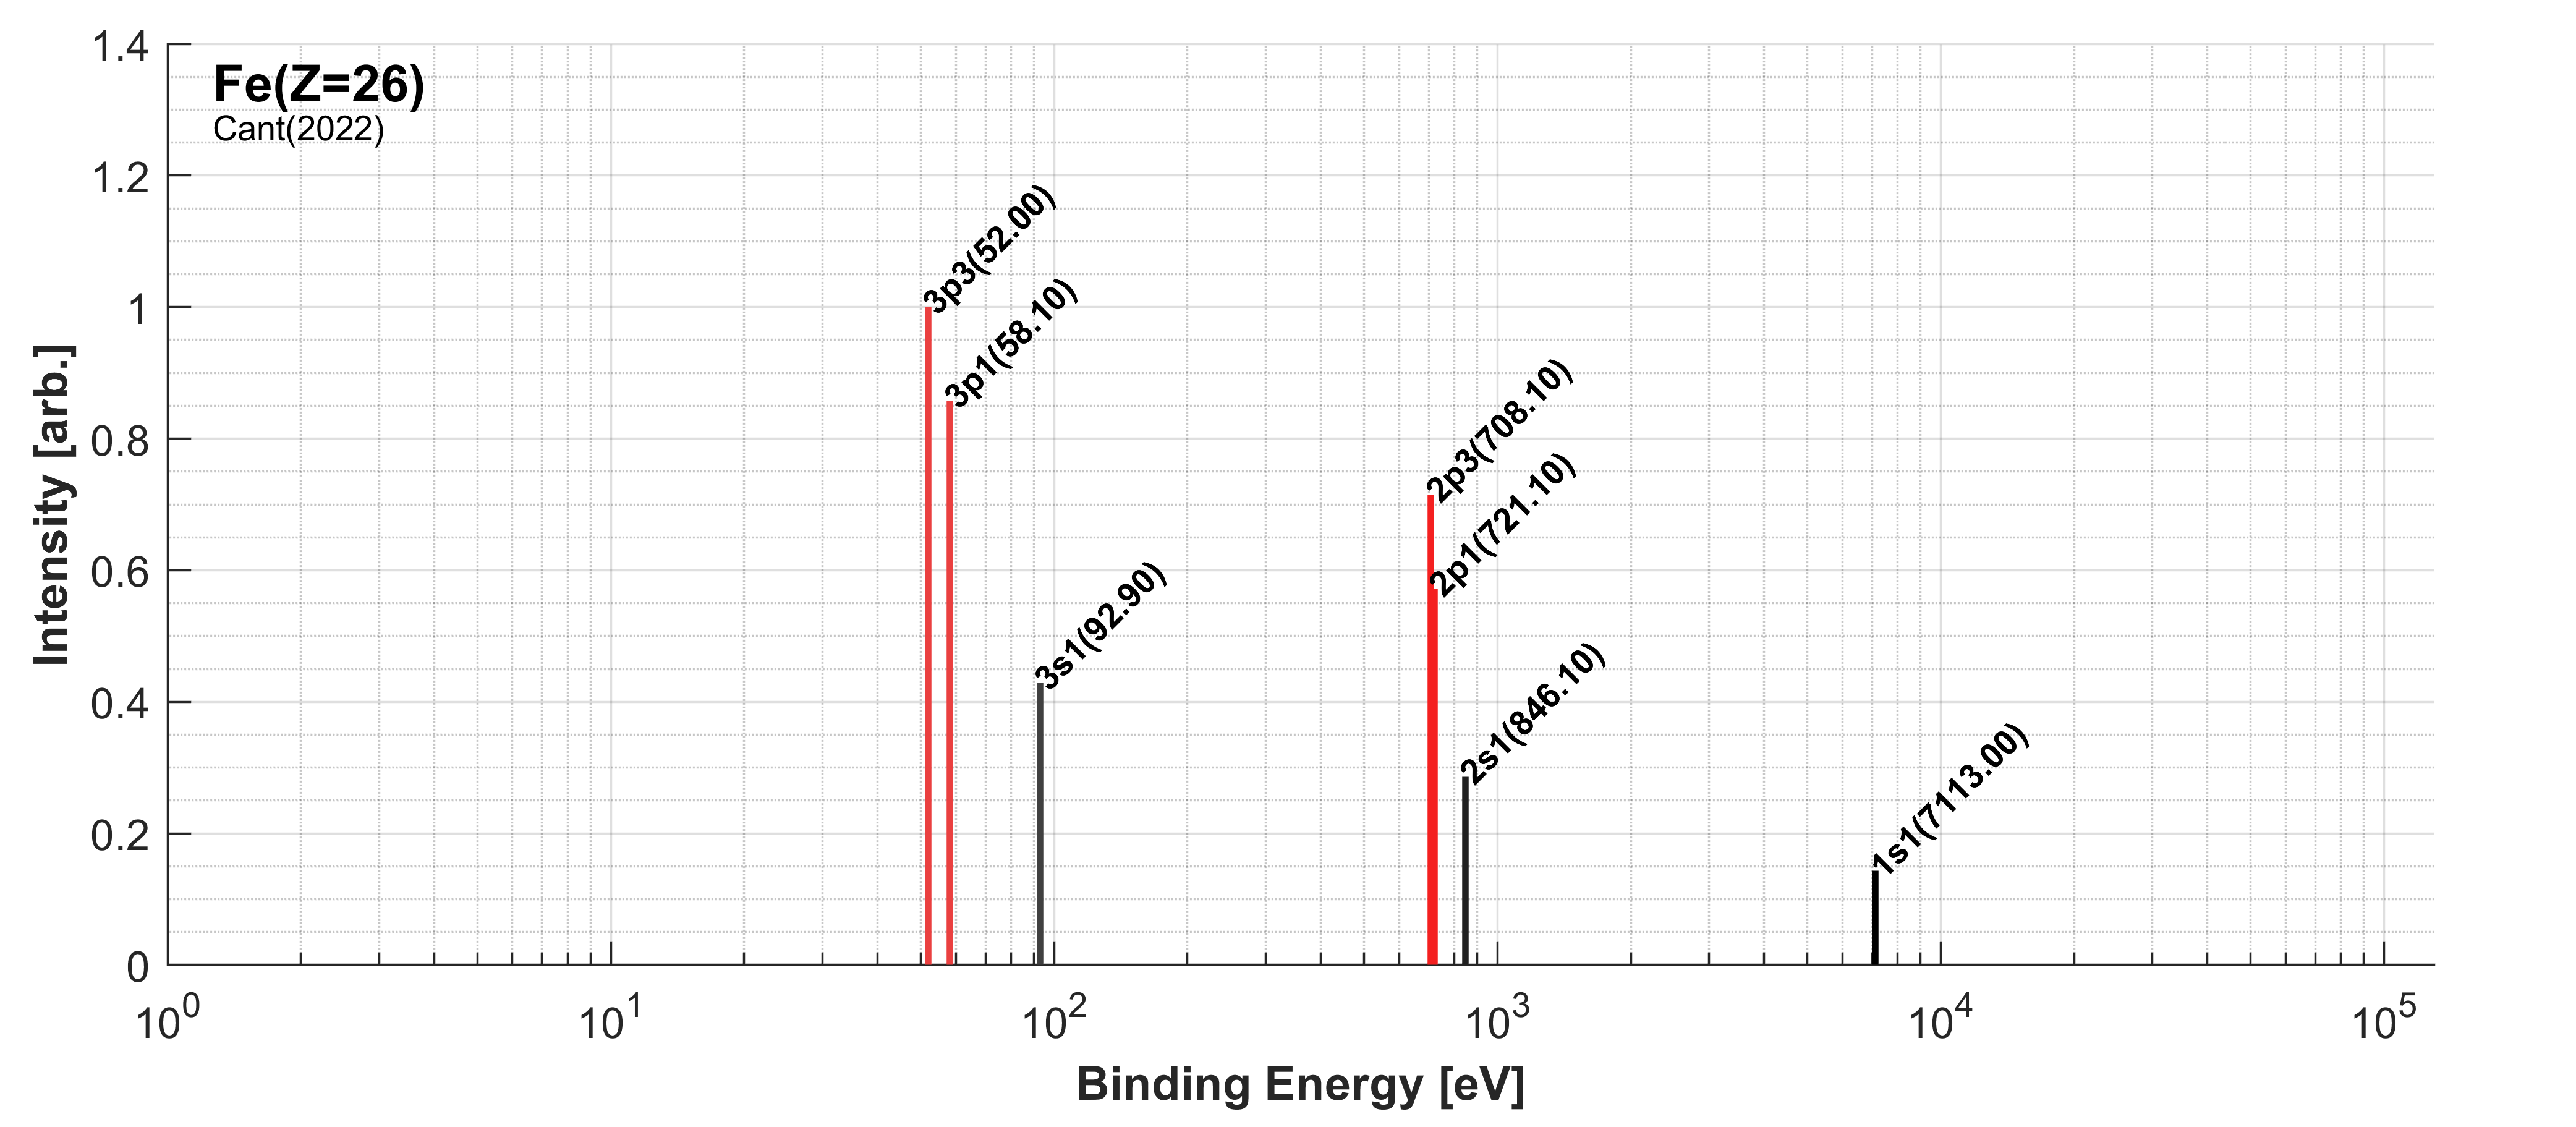 Fe(Z=26)
Cant(2022)
1.4
1.2
1
0.8
0.6
0.4
0.2
0
Intensity [arb.]
3p3(52.00)
3p1(58.10)
3s1(92.90)
2p3(708.10)
2p1(721.10)
2s1(846.10)
1s1(7113.00)
10^0 10^1 10^2 10^3 10^4 10^5
Binding Energy [eV]